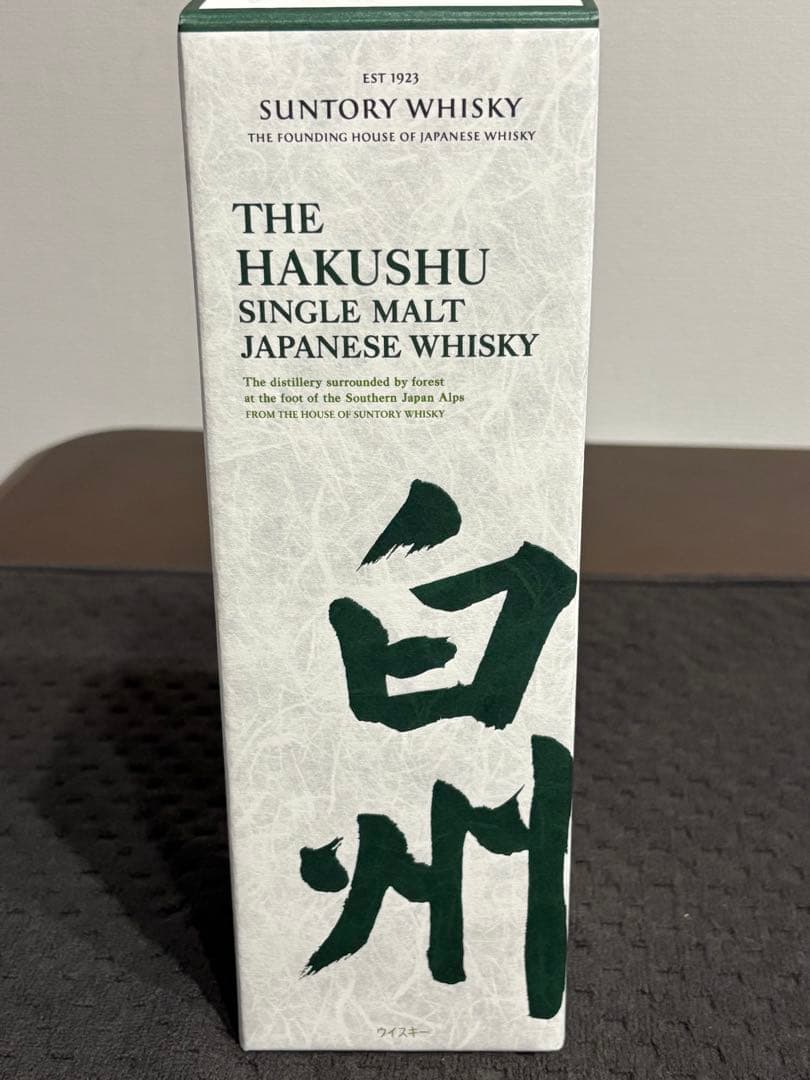 EST 1923
SUNTORY WHISKY
THE FOUNDING HOUSE OF JAPANESE WHISKY
THE
HAKUSHU
SINGLE MALT
JAPANESE WHISKY
The distillery surrounded by forest
at the foot of the Southern Japan Alps
FROM THE HOUSE OF SUNTORY WHISKY
白
州
ウイスキー